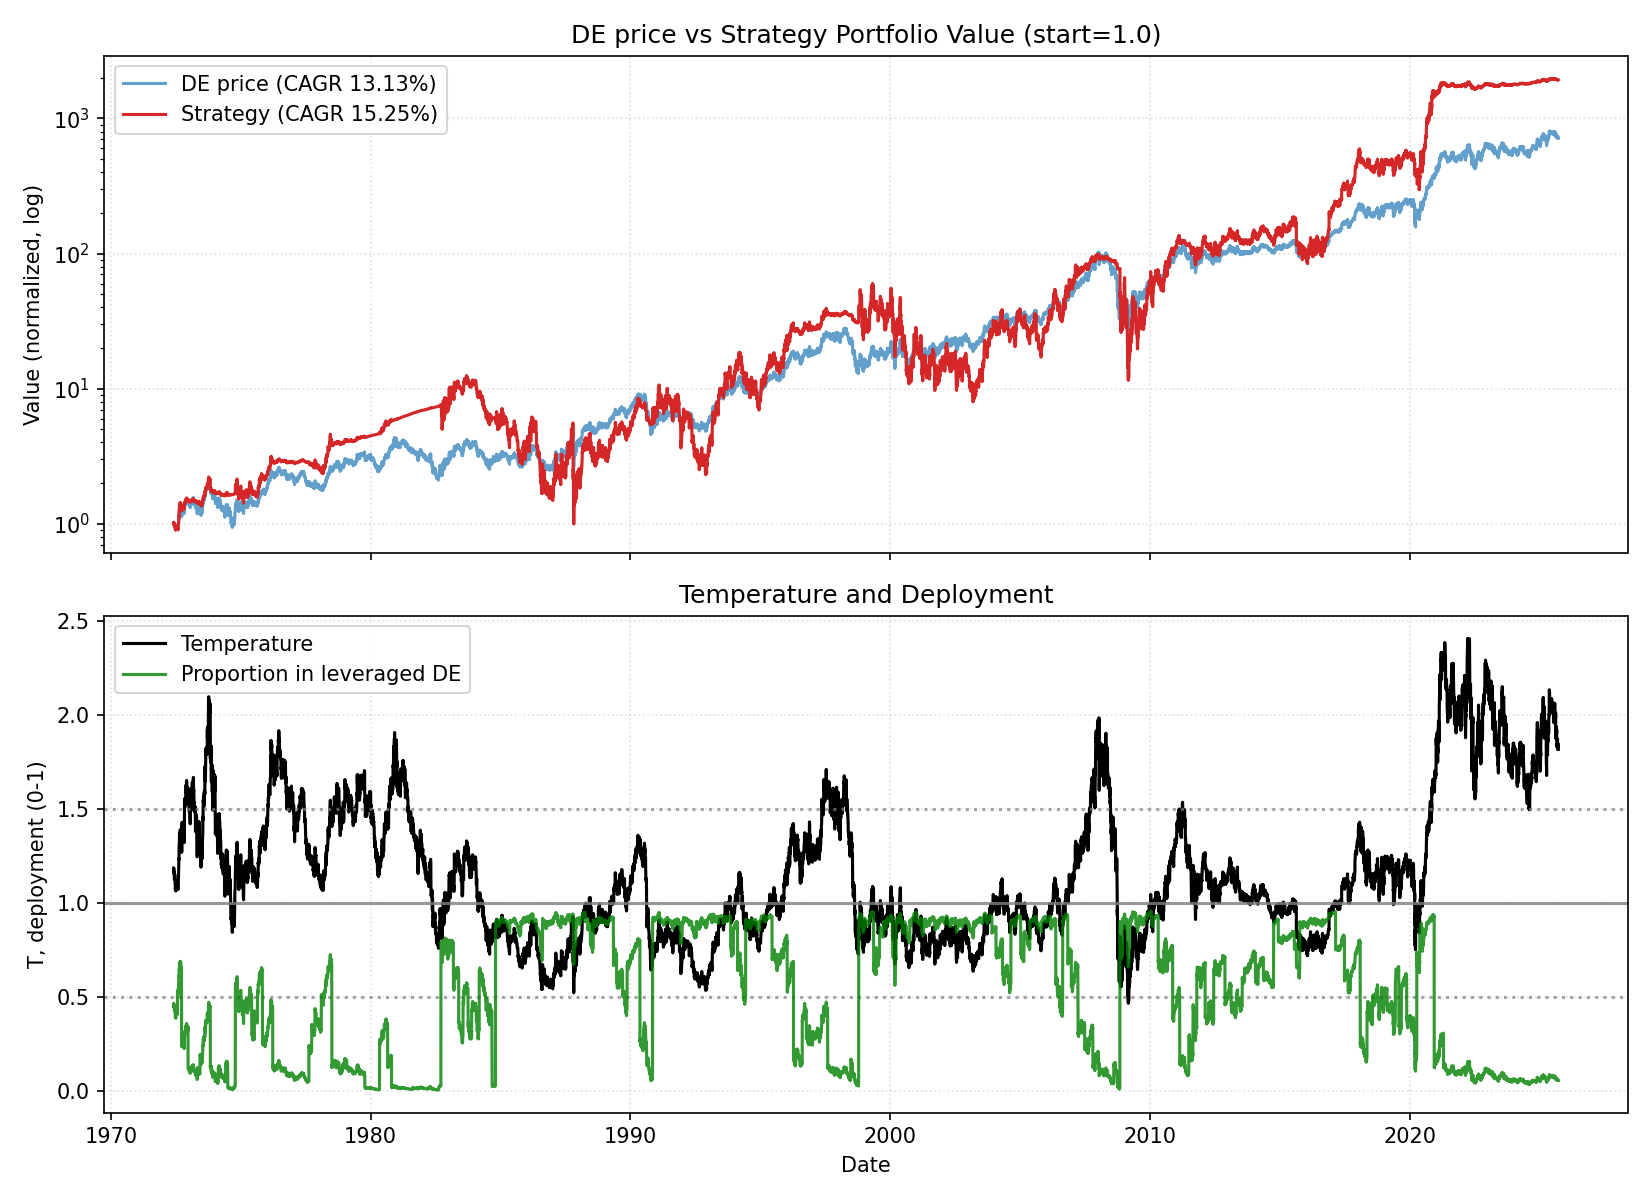 DE price vs Strategy Portfolio Value (start=1.0)
DE price (CAGR 13.13%)
Strategy (CAGR 15.25%)
Value (normalized, log)
10³
10²
10¹
10⁰
Temperature and Deployment
Temperature
Proportion in leveraged DE
T, deployment (0-1)
2.5
2.0
1.5
1.0
0.5
0.0
1970 1980 1990 2000 2010 2020
Date